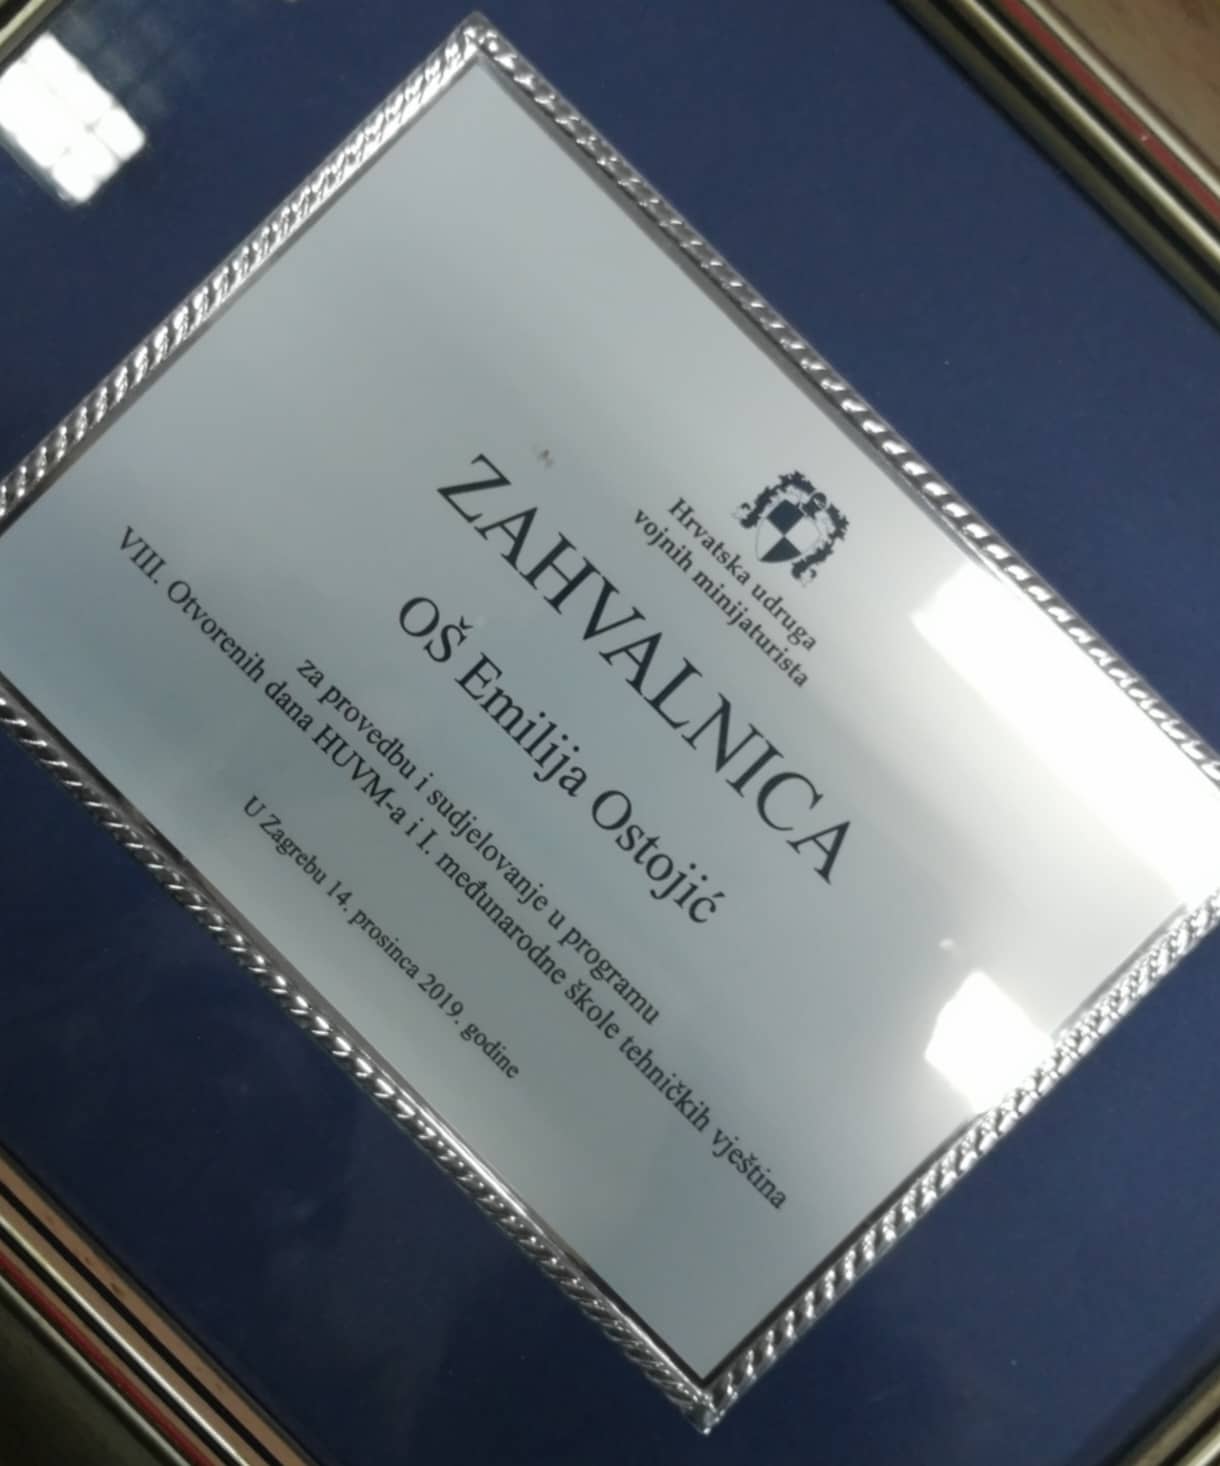 Hrvatska udruga
vojnih minijaturista
ZAHVALNICA
OŠ Emilija Ostojić
za provedbu i sudjelovanje u programu
VIII. Otvorenih dana HUVM-a i I. međunarodne škole tehničkih vještina
U Zagrebu 14. prosinca 2019. godine